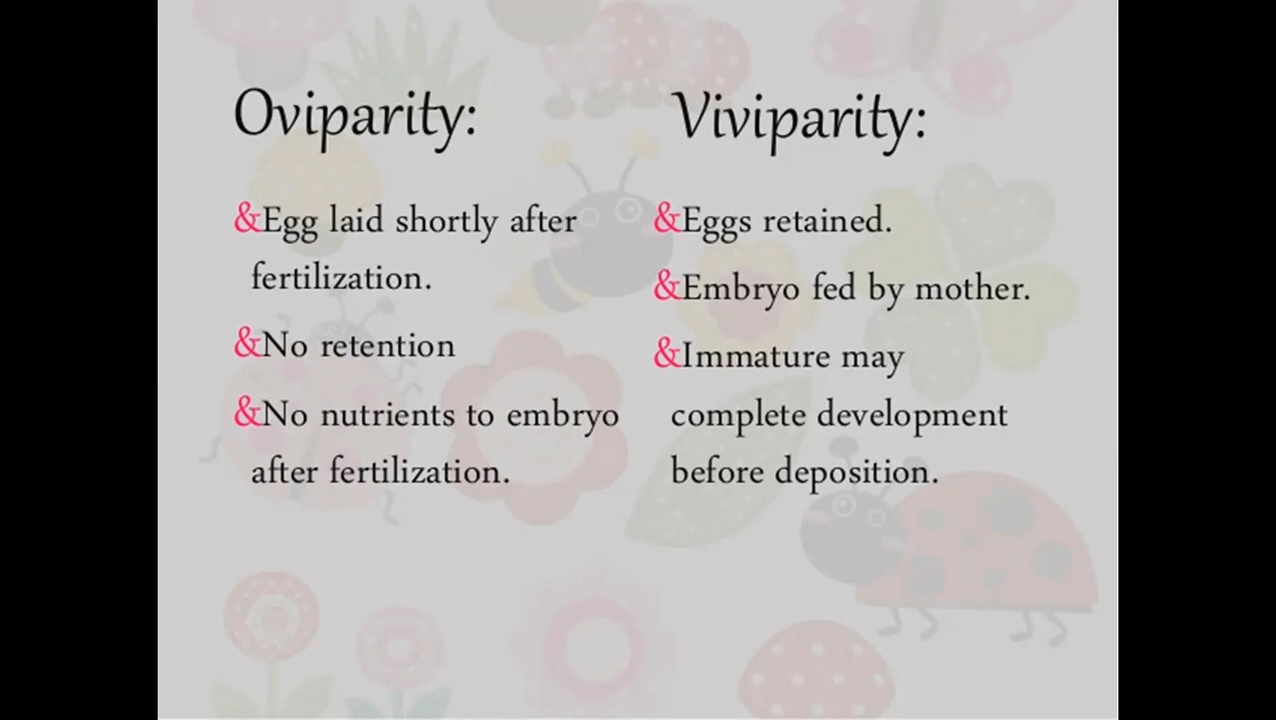 Oviparity:
&Egg laid shortly after
fertilization.
&No retention
&No nutrients to embryo
after fertilization.
Viviparity:
&Eggs retained.
&Embryo fed by mother.
&Immature may
complete development
before deposition.